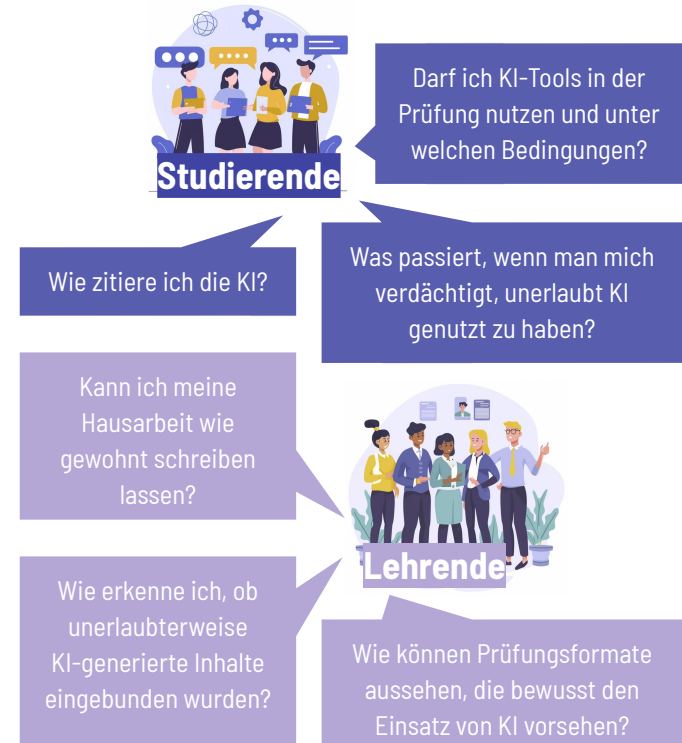 Studierende
Darf ich KI-Tools in der
Prüfung nutzen und unter
welchen Bedingungen?
Wie zitiere ich die KI?
Was passiert, wenn man mich
verdächtigt, unerlaubt KI
genutzt zu haben?
Kann ich meine
Hausarbeit wie
gewohnt schreiben
lassen?
Lehrende
Wie erkenne ich, ob
unerlaubterweise
KI-generierte Inhalte
eingebunden wurden?
Wie können Prüfungsformate
aussehen, die bewusst den
Einsatz von KI vorsehen?